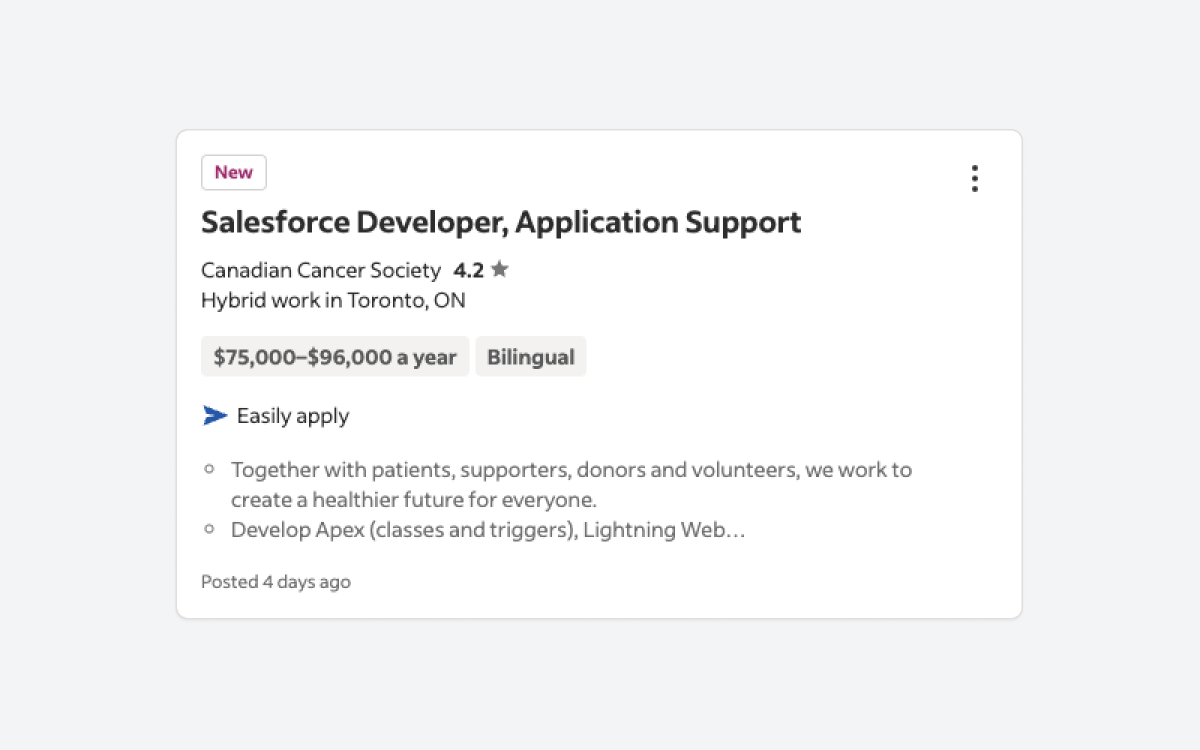 New
Salesforce Developer, Application Support
Canadian Cancer Society 4.2 ★
Hybrid work in Toronto, ON
$75,000–$96,000 a year Bilingual
Easily apply
Together with patients, supporters, donors and volunteers, we work to
create a healthier future for everyone.
Develop Apex (classes and triggers), Lightning Web…
Posted 4 days ago